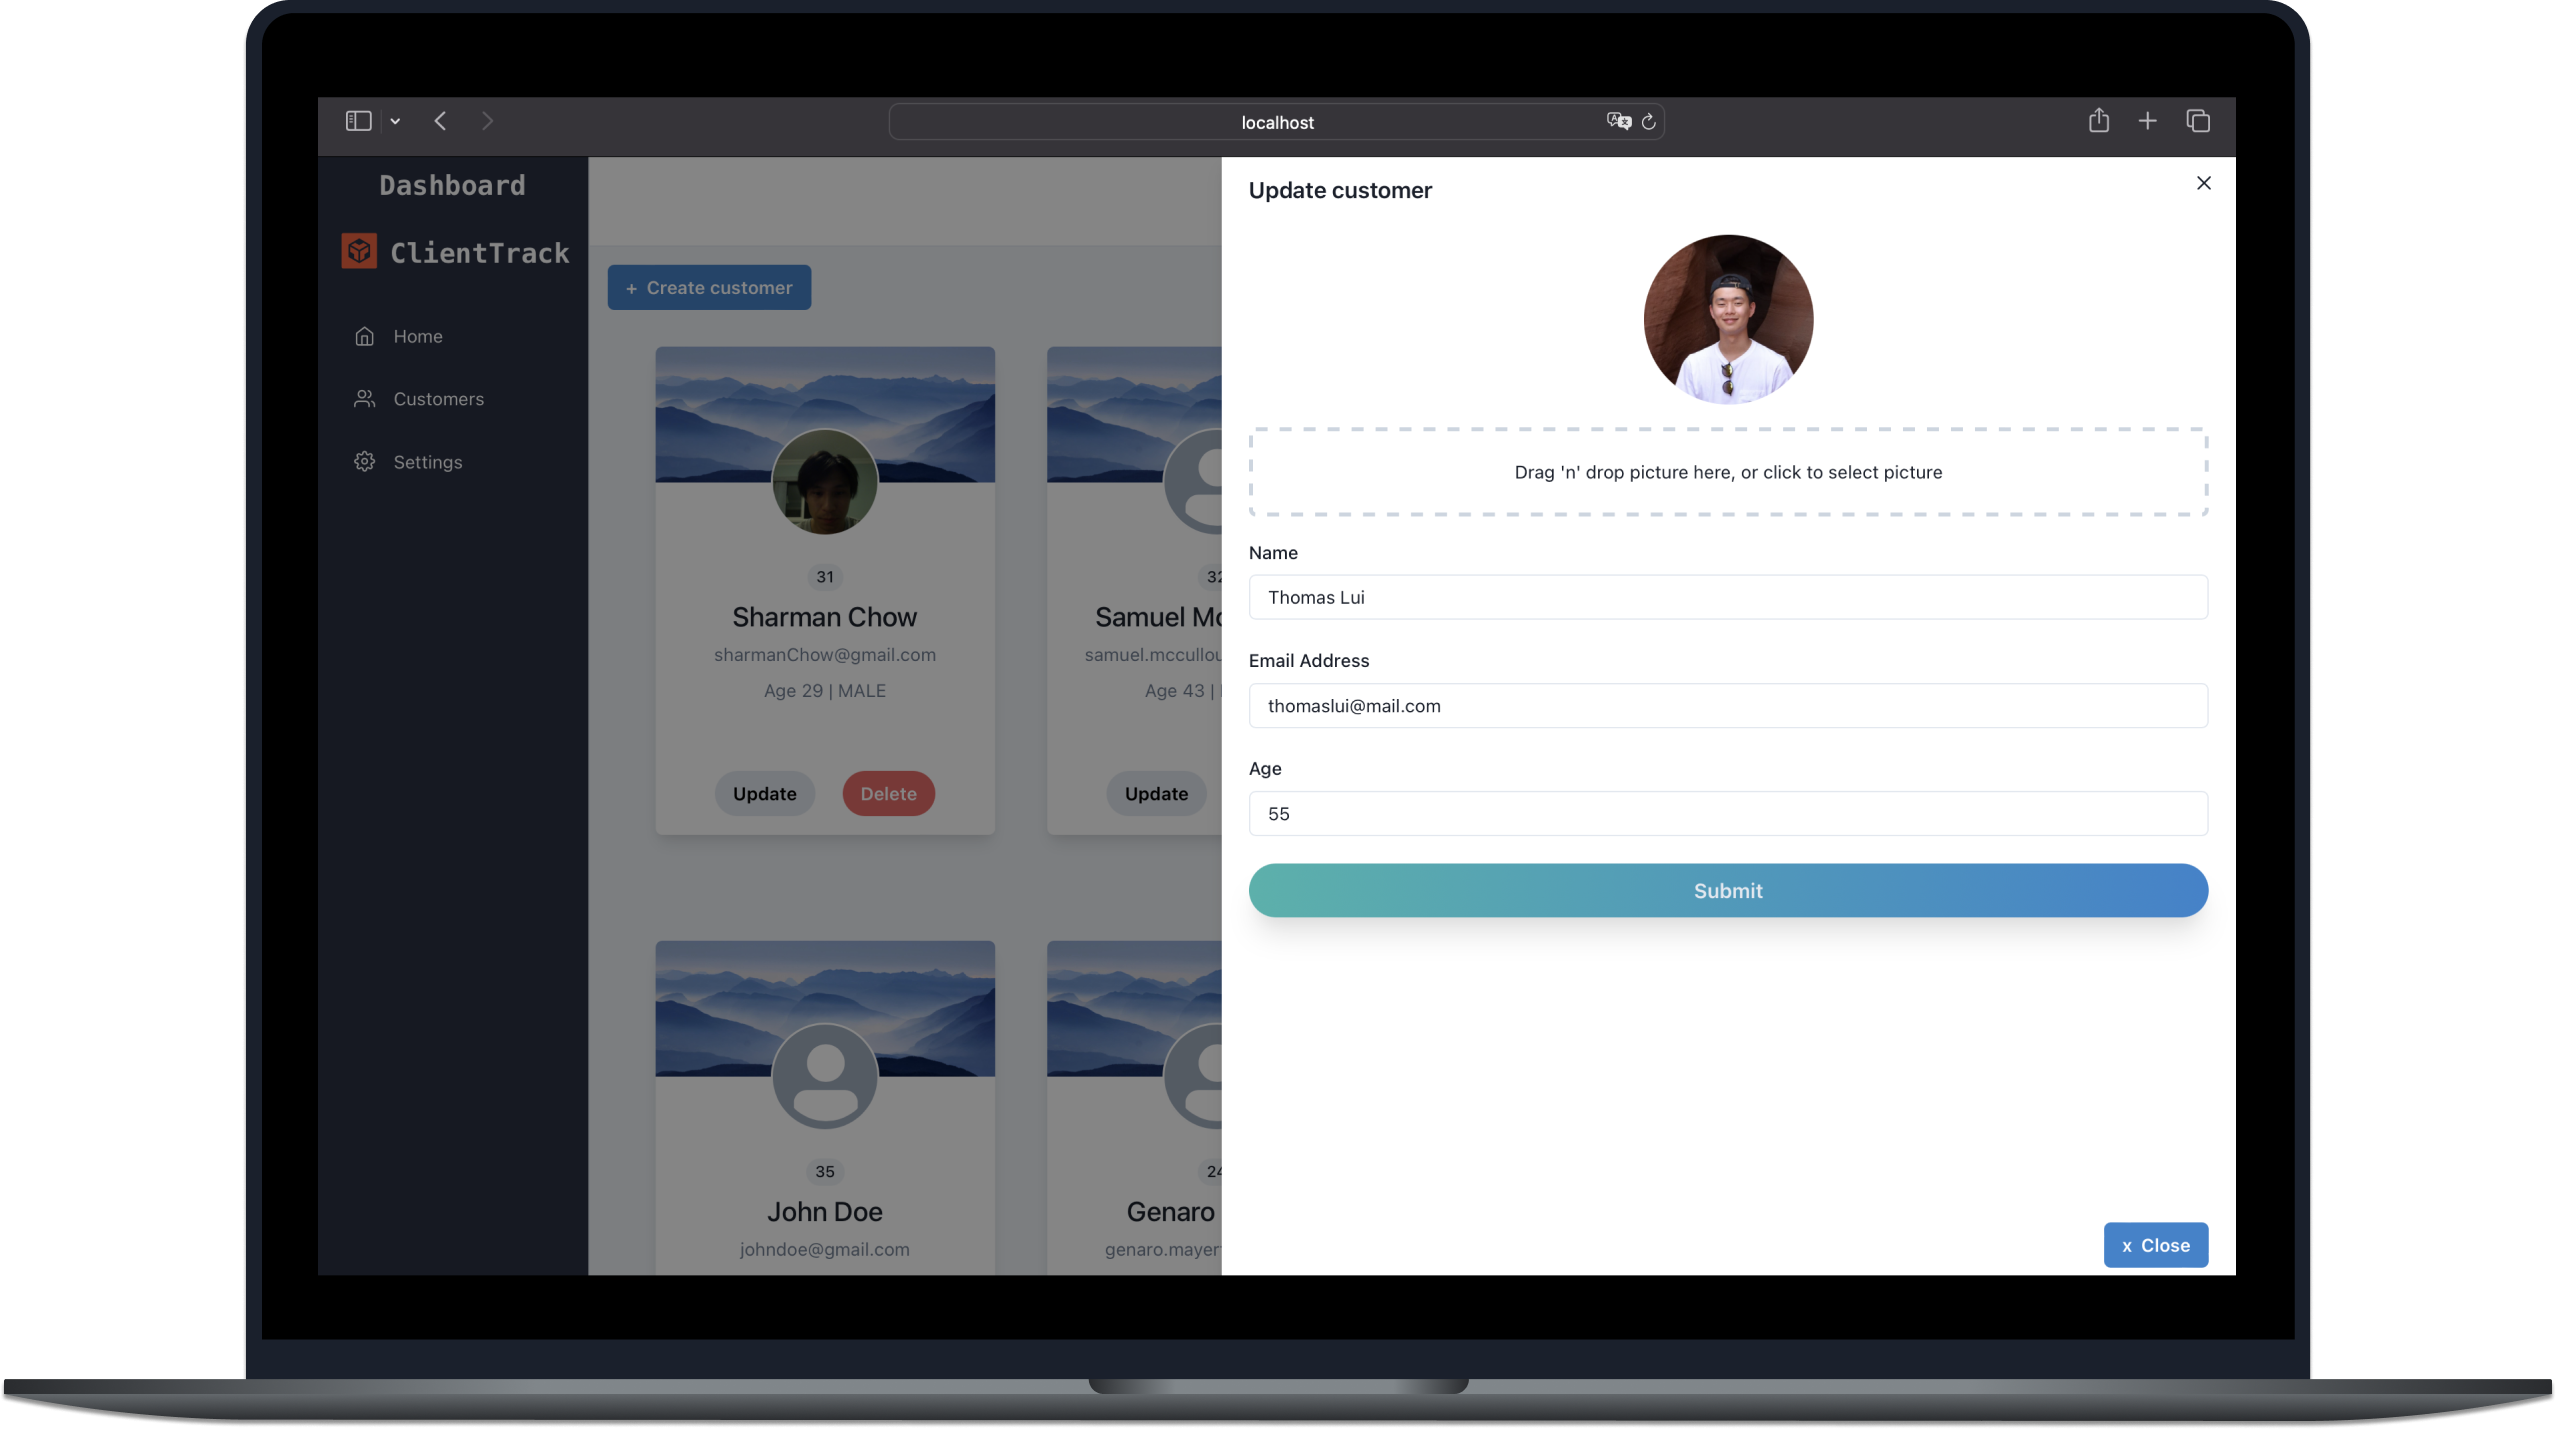 localhost
Dashboard
ClientTrack
Home
Customers
Settings
+ Create customer
31
Sharman Chow
sharmanChow@gmail.com
Age 29 | MALE
Update
Delete
32
Samuel
samuel.mccullou
Age 43 |
Update
35
John Doe
johndoe@gmail.com
24
Genaro
genaro.mayer
Update customer
Drag 'n' drop picture here, or click to select picture
Name
Thomas Lui
Email Address
thomaslui@mail.com
Age
55
Submit
x Close